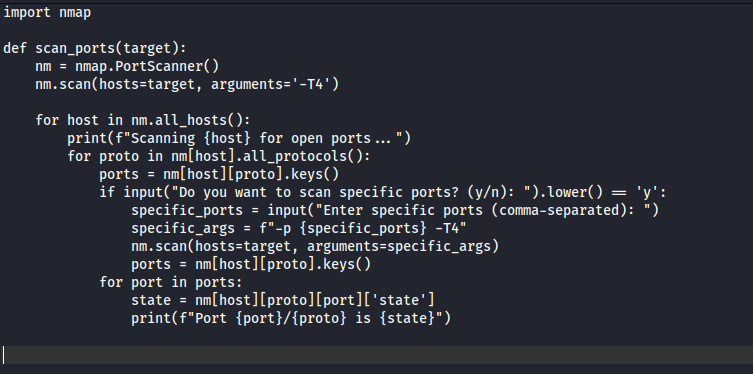 import nmap

def scan_ports(target):
    nm = nmap.PortScanner()
    nm.scan(hosts=target, arguments='-T4')

    for host in nm.all_hosts():
        print(f"Scanning {host} for open ports...")
        for proto in nm[host].all_protocols():
            ports = nm[host][proto].keys()
            if input("Do you want to scan specific ports? (y/n): ").lower() == 'y':
                specific_ports = input("Enter specific ports (comma-separated): ")
                specific_args = f"-p {specific_ports} -T4"
                nm.scan(hosts=target, arguments=specific_args)
                ports = nm[host][proto].keys()
            for port in ports:
                state = nm[host][proto][port]['state']
                print(f"Port {port}/{proto} is {state}")